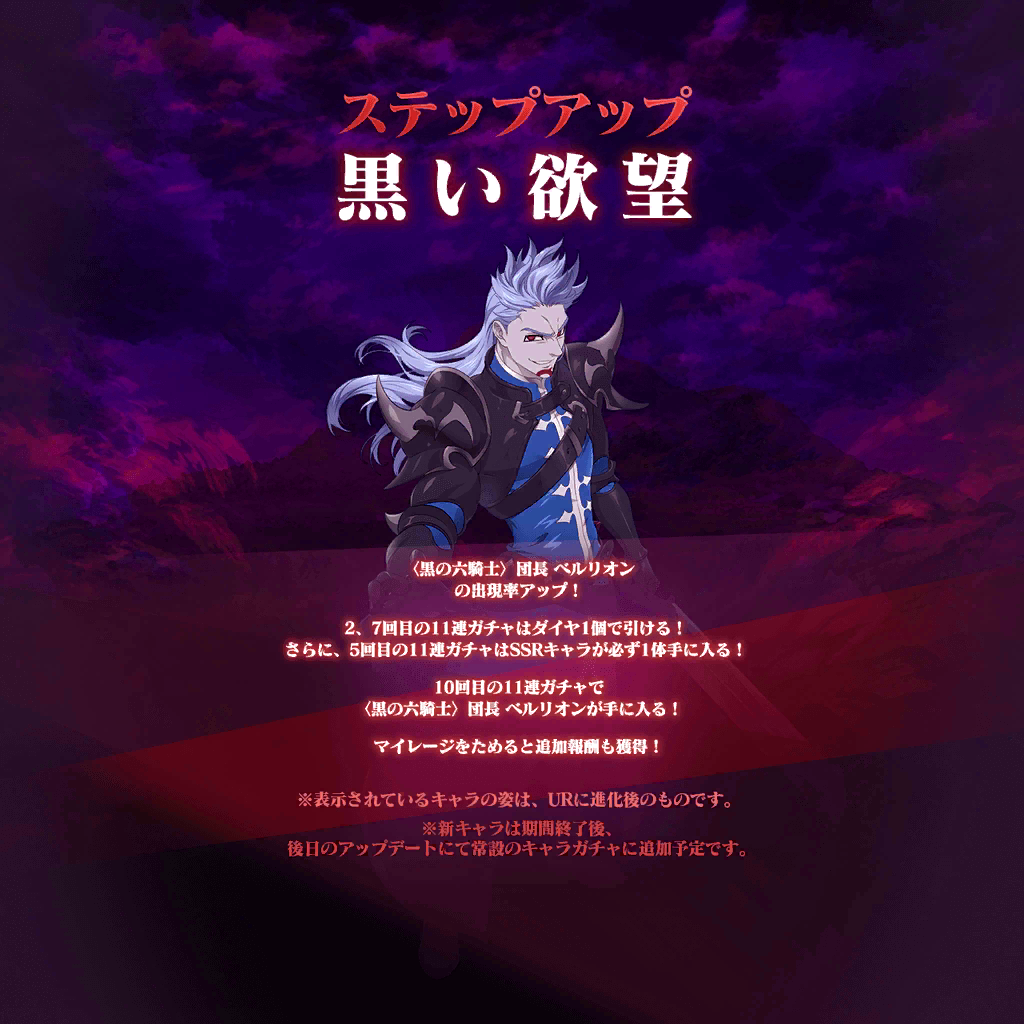 ステップアップ
黒い欲望
〈黒の六騎士〉団長 ベルリオン
の出現率アップ！
2、7回目の11連ガチャはダイヤ1個で引ける！
さらに、5回目の11連ガチャはSSRキャラが必ず1体手に入る！
10回目の11連ガチャで
〈黒の六騎士〉団長 ベルリオンが手に入る！
マイレージをためると追加報酬も獲得！
※表示されているキャラの姿は、URに進化後のものです。
※新キャラは期間終了後、
後日のアップデートにて常設のキャラガチャに追加予定です。